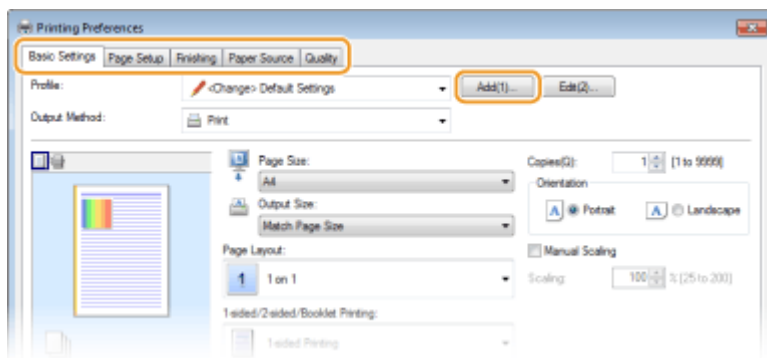 Printing Preferences
Basic Settings Page Setup Finishing Paper Source Quality
Profile: <Change> Default Settings Add(1)... Edit(2)...
Output Method: Print
Page Size: Copies(Q): 1 [1 to 9999]
A4 Orientation
Output Size: A Portrait A Landscape
Match Page Size
Page Layout: Manual Scaling
1 1 on 1 Scaling: 100 % [25 to 200]
1-sided/2-sided/Booklet Printing:
1-sided Printing